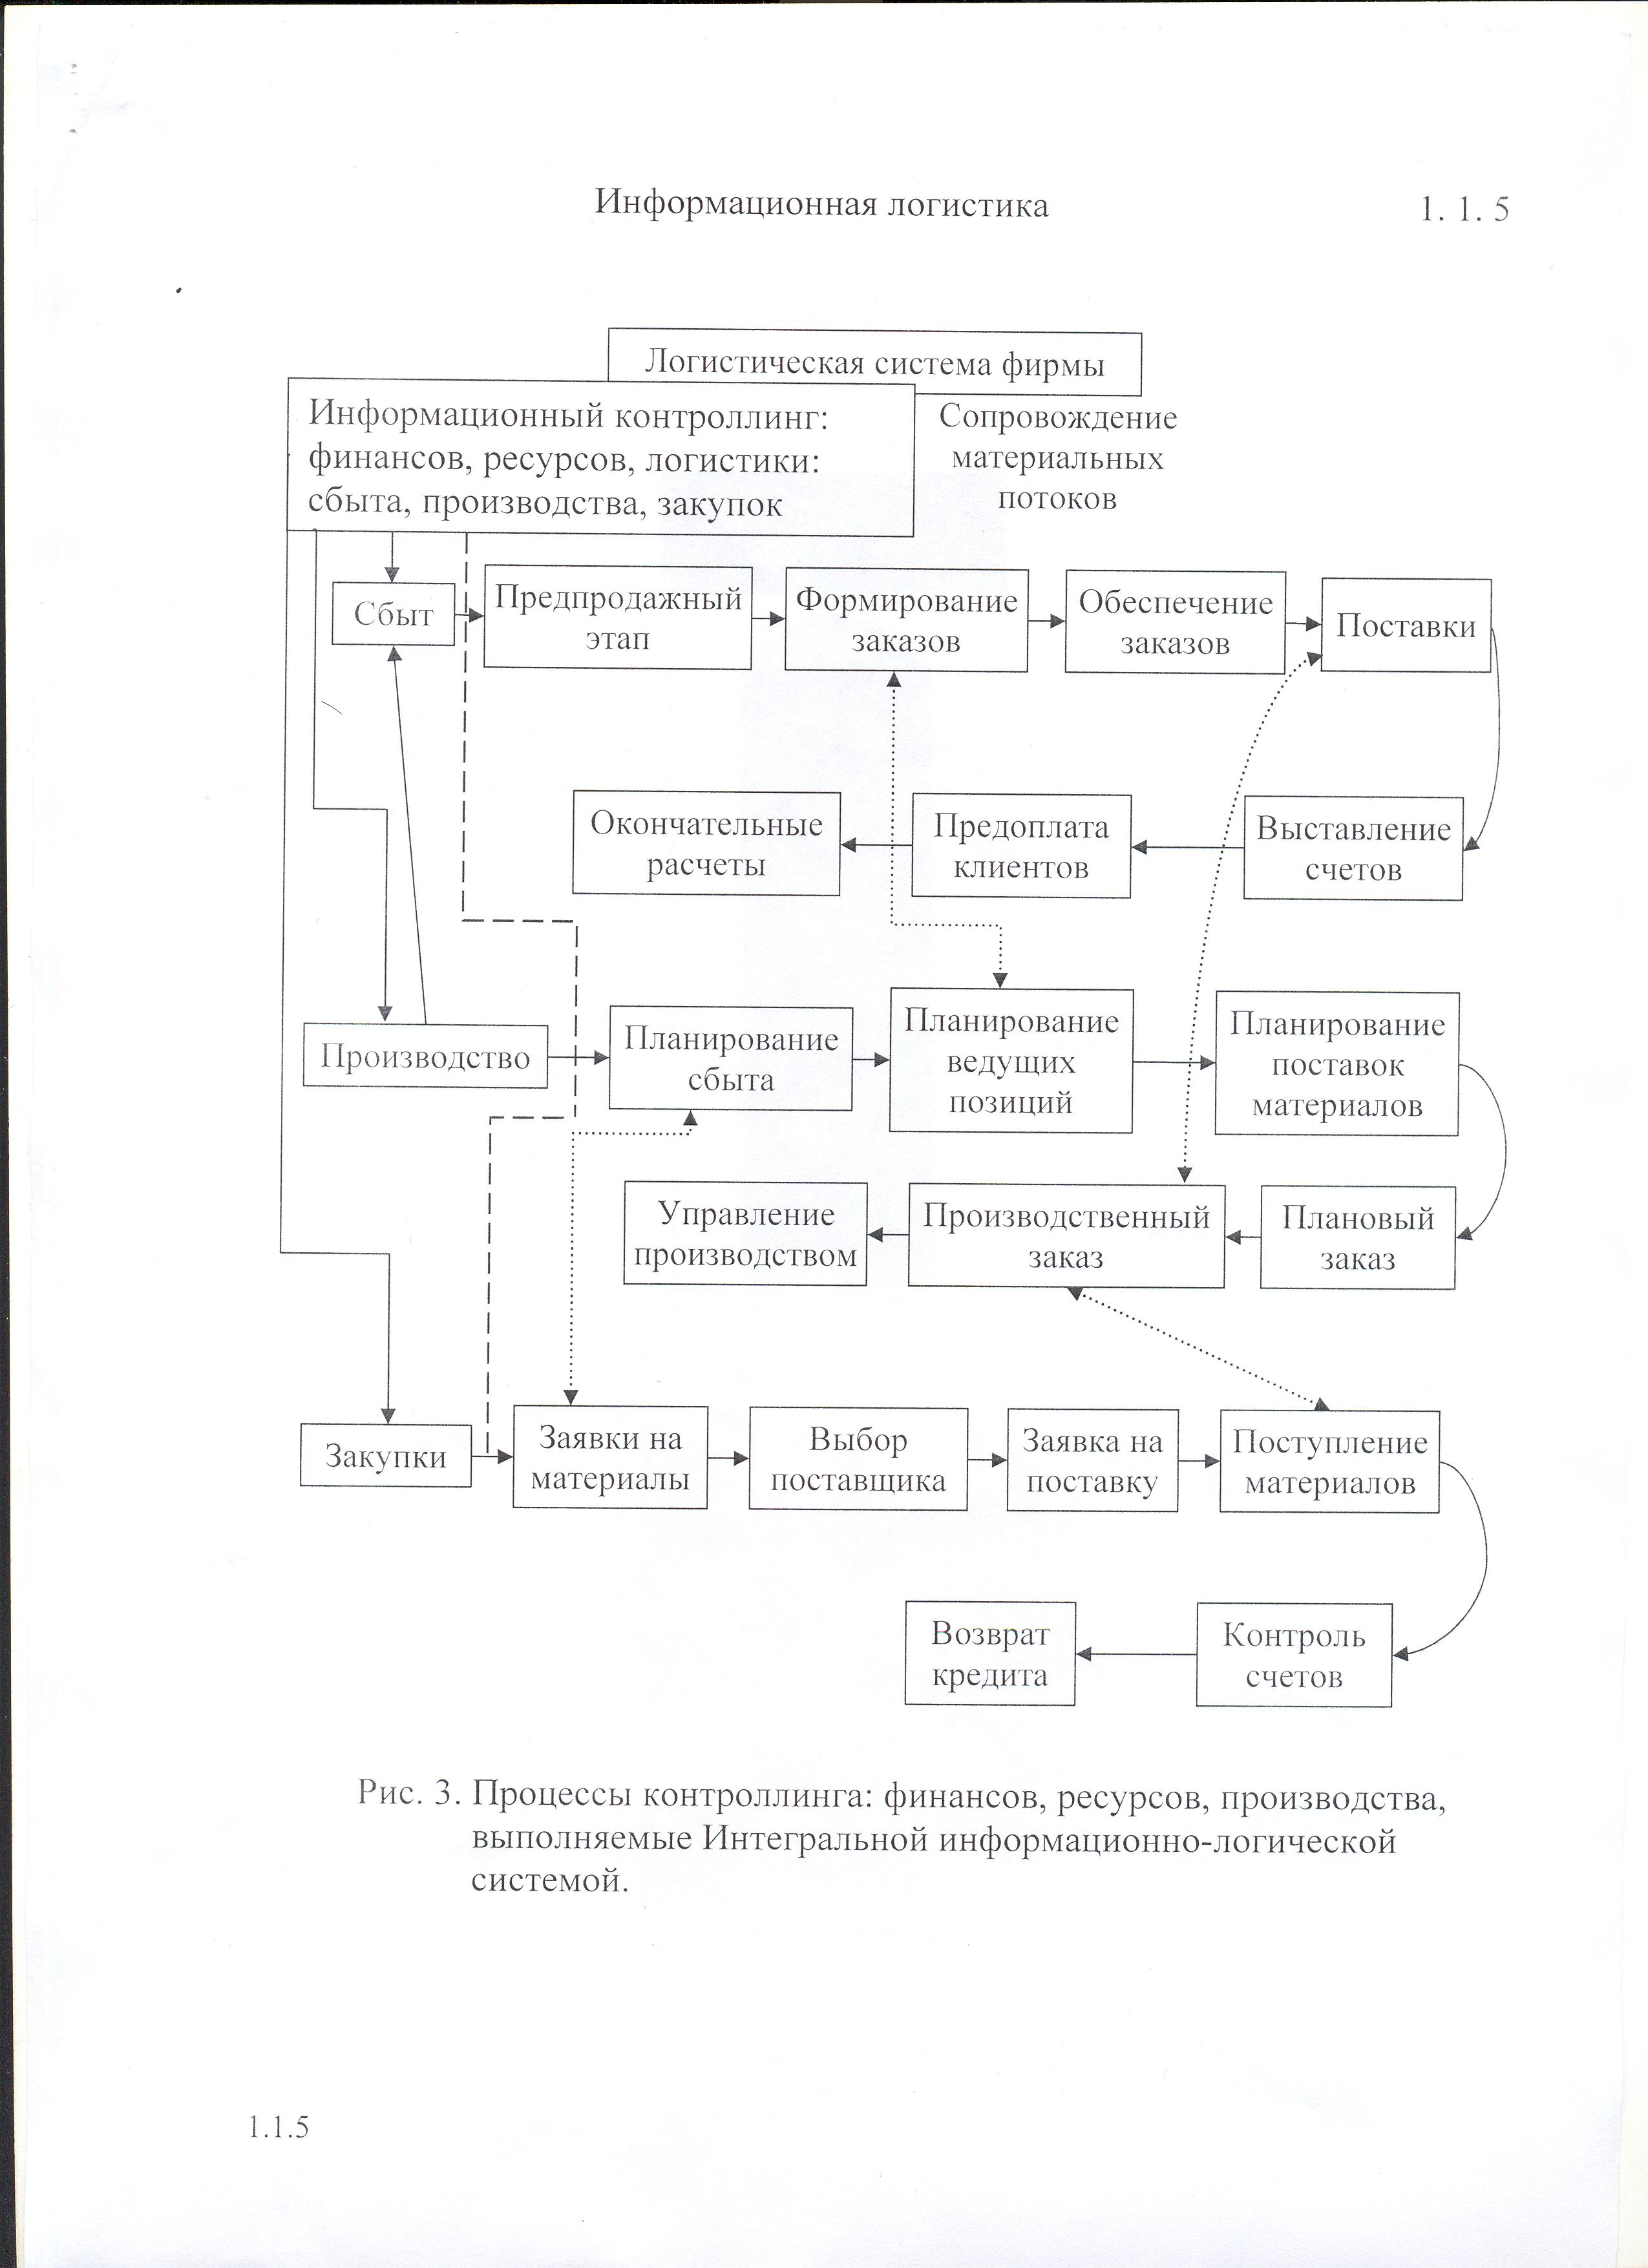 Информационная логистика
1. 1. 5
Логистическая система фирмы
Информационный контроллинг:
финансов, ресурсов, логистики:
сбыта, производства, закупок
Сопровождение
материальных
потоков
Сбыт
Предпродажный
этап
Формирование
заказов
Обеспечение
заказов
Поставки
Окончательные
расчеты
Предоплата
клиентов
Выставление
счетов
Производство
Планирование
сбыта
Планирование
ведущих
позиций
Планирование
поставок
материалов
Управление
производством
Производственный
заказ
Плановый
заказ
Закупки
Заявки на
материалы
Выбор
поставщика
Заявка на
поставку
Поступление
материалов
Возврат
кредита
Контроль
счетов
Рис. 3. Процессы контроллинга: финансов, ресурсов, производства,
выполняемые Интегральной информационно-логической
системой.
1.1.5